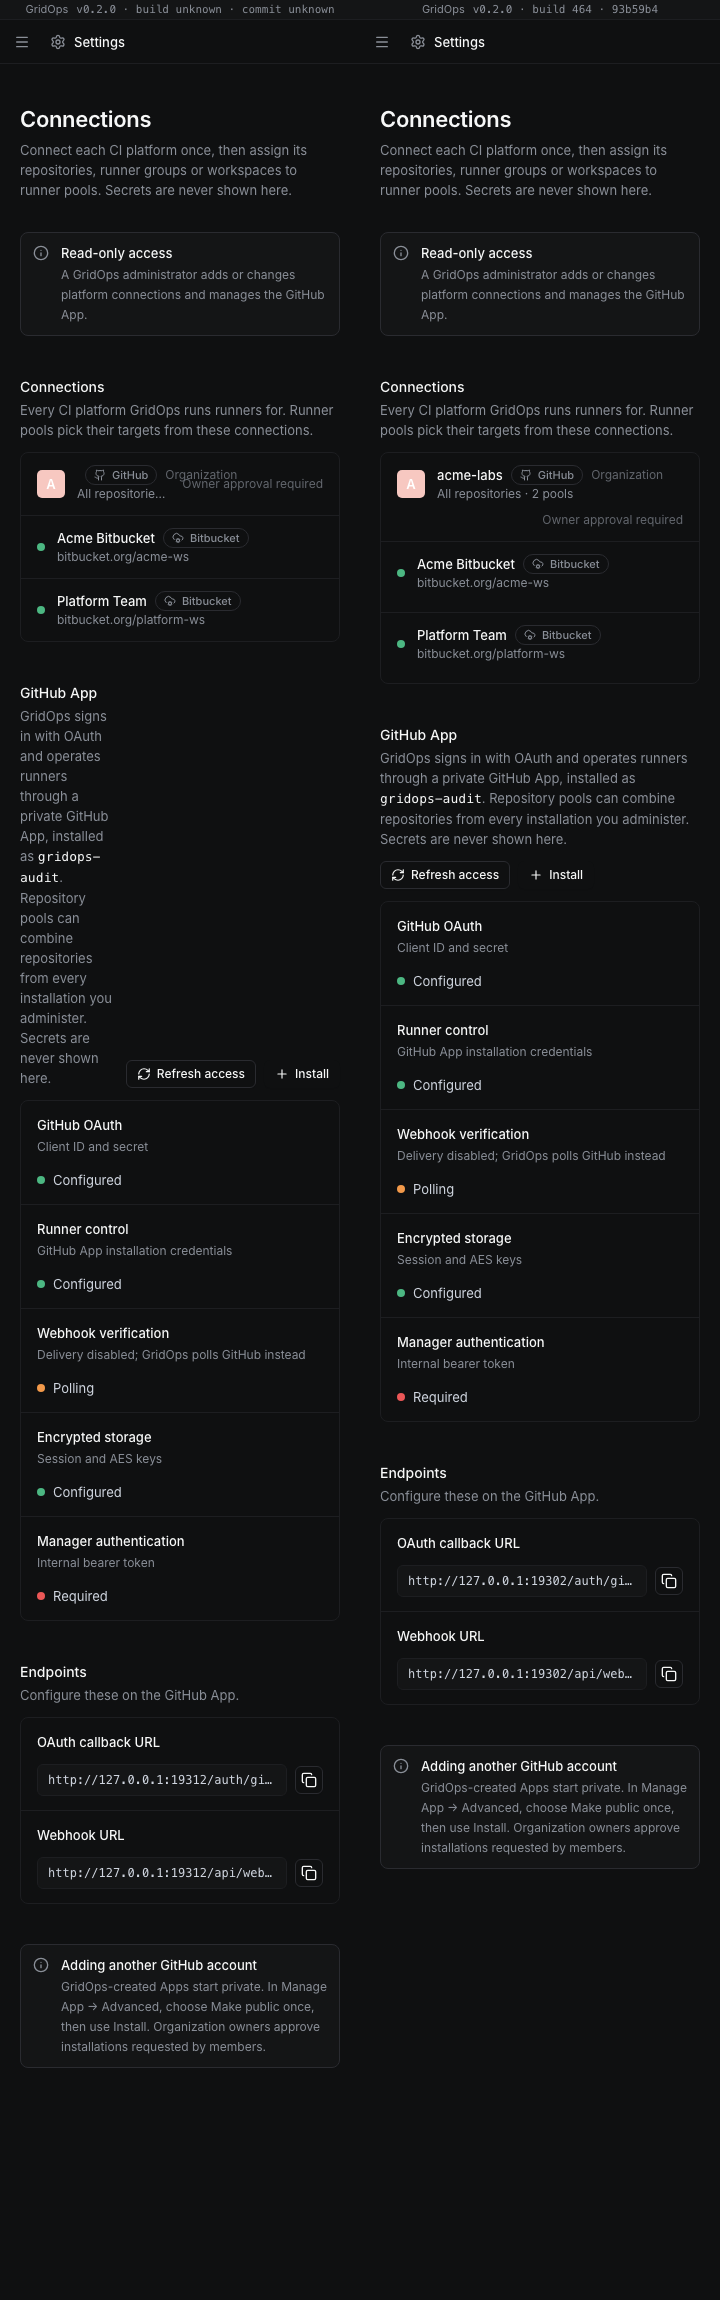 GridOps v0.2.0 · build unknown · commit unknown
Settings
Connections
Connect each CI platform once, then assign its
repositories, runner groups or workspaces to
runner pools. Secrets are never shown here.
Read-only access
A GridOps administrator adds or changes
platform connections and manages the GitHub
App.
Connections
Every CI platform GridOps runs runners for. Runner
pools pick their targets from these connections.
A
GitHub Organization
All repositorie…
Owner approval required
Acme Bitbucket Bitbucket
bitbucket.org/acme-ws
Platform Team Bitbucket
bitbucket.org/platform-ws
GitHub App
GridOps signs
in with OAuth
and operates
runners
through a
private GitHub
App, installed
as gridops-
audit.
Repository
pools can
combine
repositories
from every
installation you
administer.
Secrets are
never shown
here.
Refresh access
Install
GitHub OAuth
Client ID and secret
Configured
Runner control
GitHub App installation credentials
Configured
Webhook verification
Delivery disabled; GridOps polls GitHub instead
Polling
Encrypted storage
Session and AES keys
Configured
Manager authentication
Internal bearer token
Required
Endpoints
Configure these on the GitHub App.
OAuth callback URL
http://127.0.0.1:19312/auth/gi…
Webhook URL
http://127.0.0.1:19312/api/web…
Adding another GitHub account
GridOps-created Apps start private. In Manage
App → Advanced, choose Make public once,
then use Install. Organization owners approve
installations requested by members.
GridOps v0.2.0 · build 464 · 93b59b4
Settings
Connections
Connect each CI platform once, then assign its
repositories, runner groups or workspaces to
runner pools. Secrets are never shown here.
Read-only access
A GridOps administrator adds or changes
platform connections and manages the GitHub
App.
Connections
Every CI platform GridOps runs runners for. Runner
pools pick their targets from these connections.
A
acme-labs GitHub Organization
All repositories · 2 pools
Owner approval required
Acme Bitbucket Bitbucket
bitbucket.org/acme-ws
Platform Team Bitbucket
bitbucket.org/platform-ws
GitHub App
GridOps signs in with OAuth and operates runners
through a private GitHub App, installed as
gridops-audit. Repository pools can combine
repositories from every installation you administer.
Secrets are never shown here.
Refresh access
Install
GitHub OAuth
Client ID and secret
Configured
Runner control
GitHub App installation credentials
Configured
Webhook verification
Delivery disabled; GridOps polls GitHub instead
Polling
Encrypted storage
Session and AES keys
Configured
Manager authentication
Internal bearer token
Required
Endpoints
Configure these on the GitHub App.
OAuth callback URL
http://127.0.0.1:19302/auth/gi…
Webhook URL
http://127.0.0.1:19302/api/web…
Adding another GitHub account
GridOps-created Apps start private. In Manage
App → Advanced, choose Make public once,
then use Install. Organization owners approve
installations requested by members.